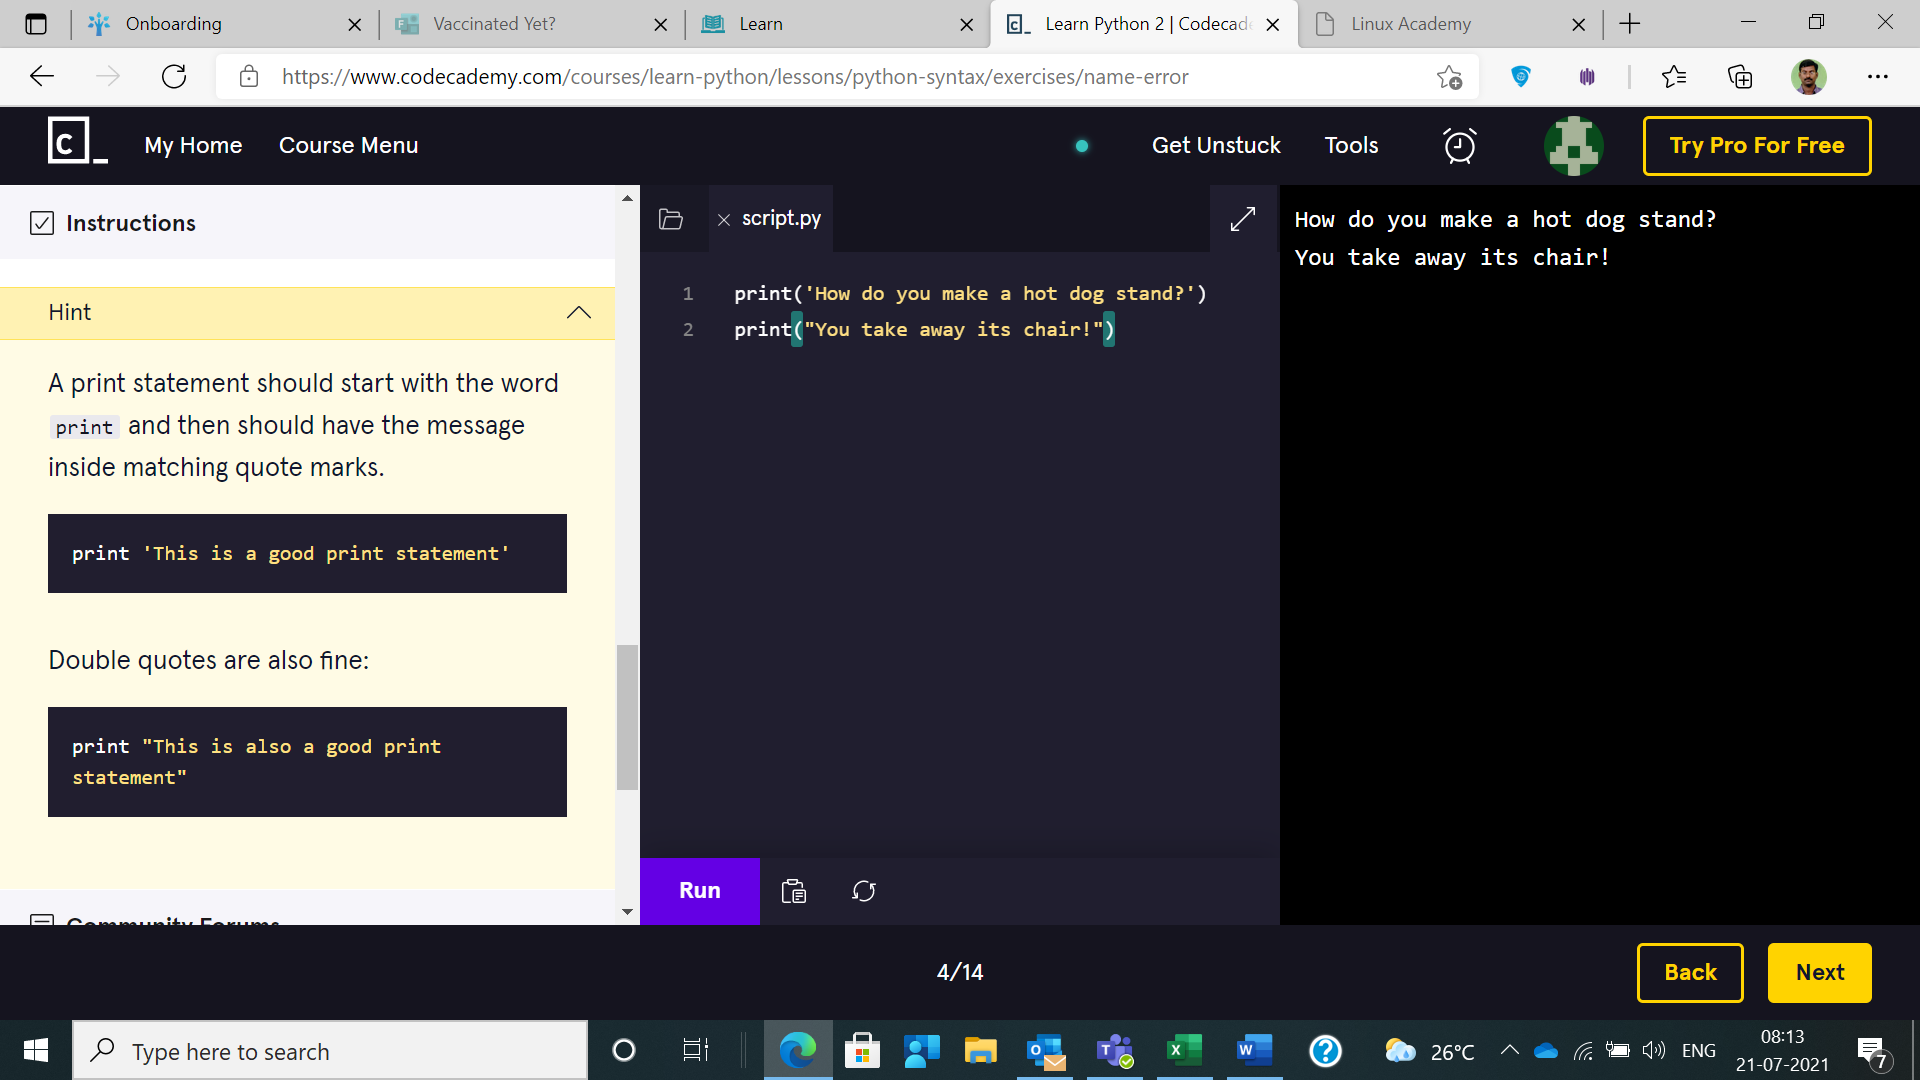 Onboarding
Vaccinated Yet?
Learn
Learn Python 2 | Codecade
Linux Academy
https://www.codecademy.com/courses/learn-python/lessons/python-syntax/exercises/name-error
My Home
Course Menu
Get Unstuck
Tools
Try Pro For Free
Instructions
Hint
A print statement should start with the word
print and then should have the message
inside matching quote marks.
print 'This is a good print statement'
Double quotes are also fine:
print "This is also a good print
statement"
Community Forums
script.py
1 print('How do you make a hot dog stand?')
2 print("You take away its chair!")
Run
How do you make a hot dog stand?
You take away its chair!
4/14
Back
Next
Type here to search
26°C
ENG
08:13
21-07-2021
7